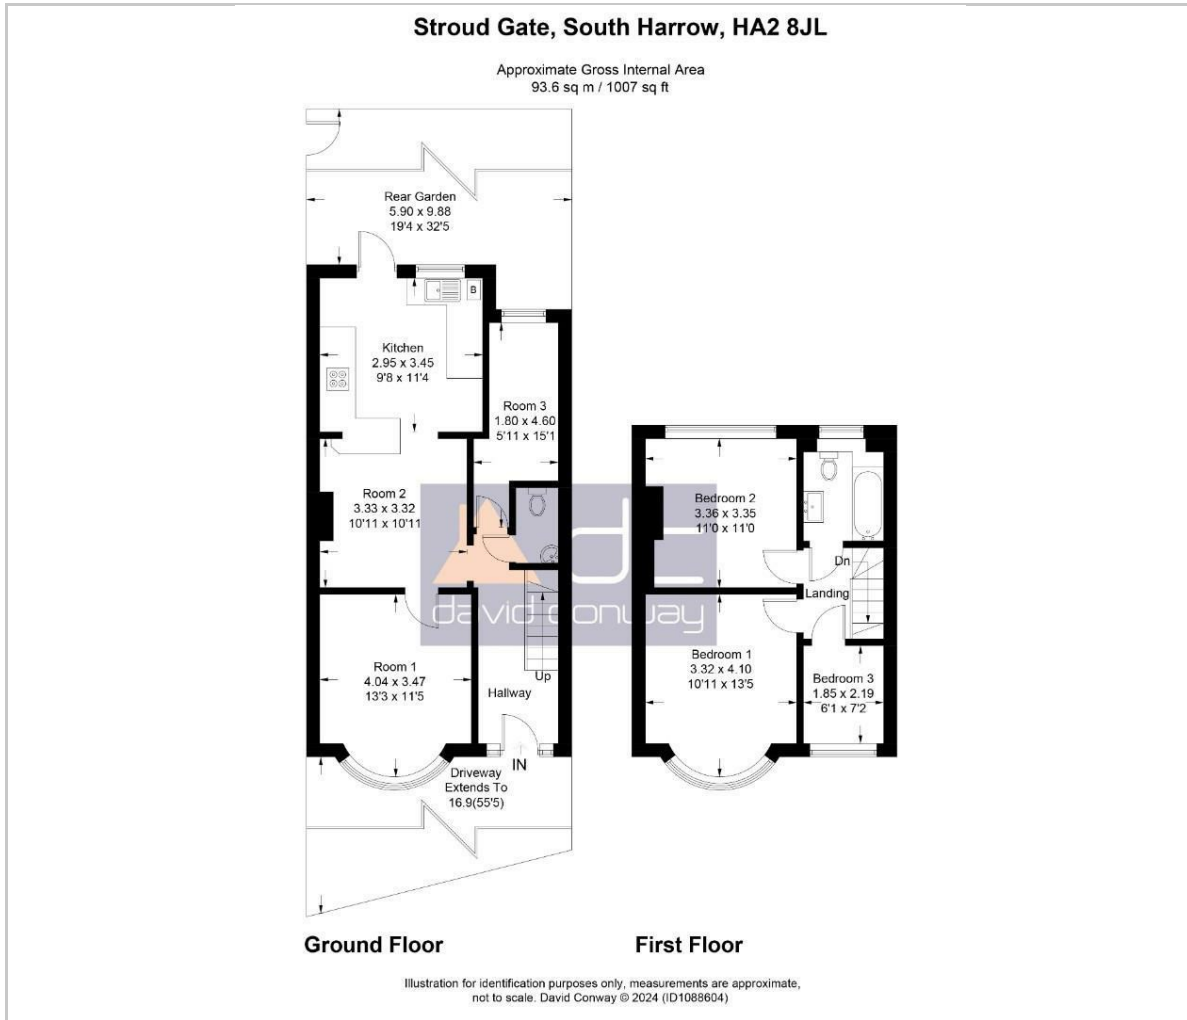 Stroud Gate, South Harrow, HA2 8JL
Approximate Gross Internal Area
93.6 sq m / 1007 sq ft
Rear Garden
5.90 x 9.88
19'4 x 32'5
B
Kitchen
2.95 x 3.45
9'8 x 11'4
Room 3
1.80 x 4.60
5'11 x 15'1
Room 2
3.33 x 3.32
10'11 x 10'11
Room 1
4.04 x 3.47
13'3 x 11'5
Up
Hallway
IN
Driveway
Extends To
16.9(55'5)
Bedroom 2
3.36 x 3.35
11'0 x 11'0
Dn
Landing
Bedroom 1
3.32 x 4.10
10'11 x 13'5
Bedroom 3
1.85 x 2.19
6'1 x 7'2
dc
david conway
Ground Floor
First Floor
Illustration for identification purposes only, measurements are approximate,
not to scale. David Conway © 2024 (ID1088604)